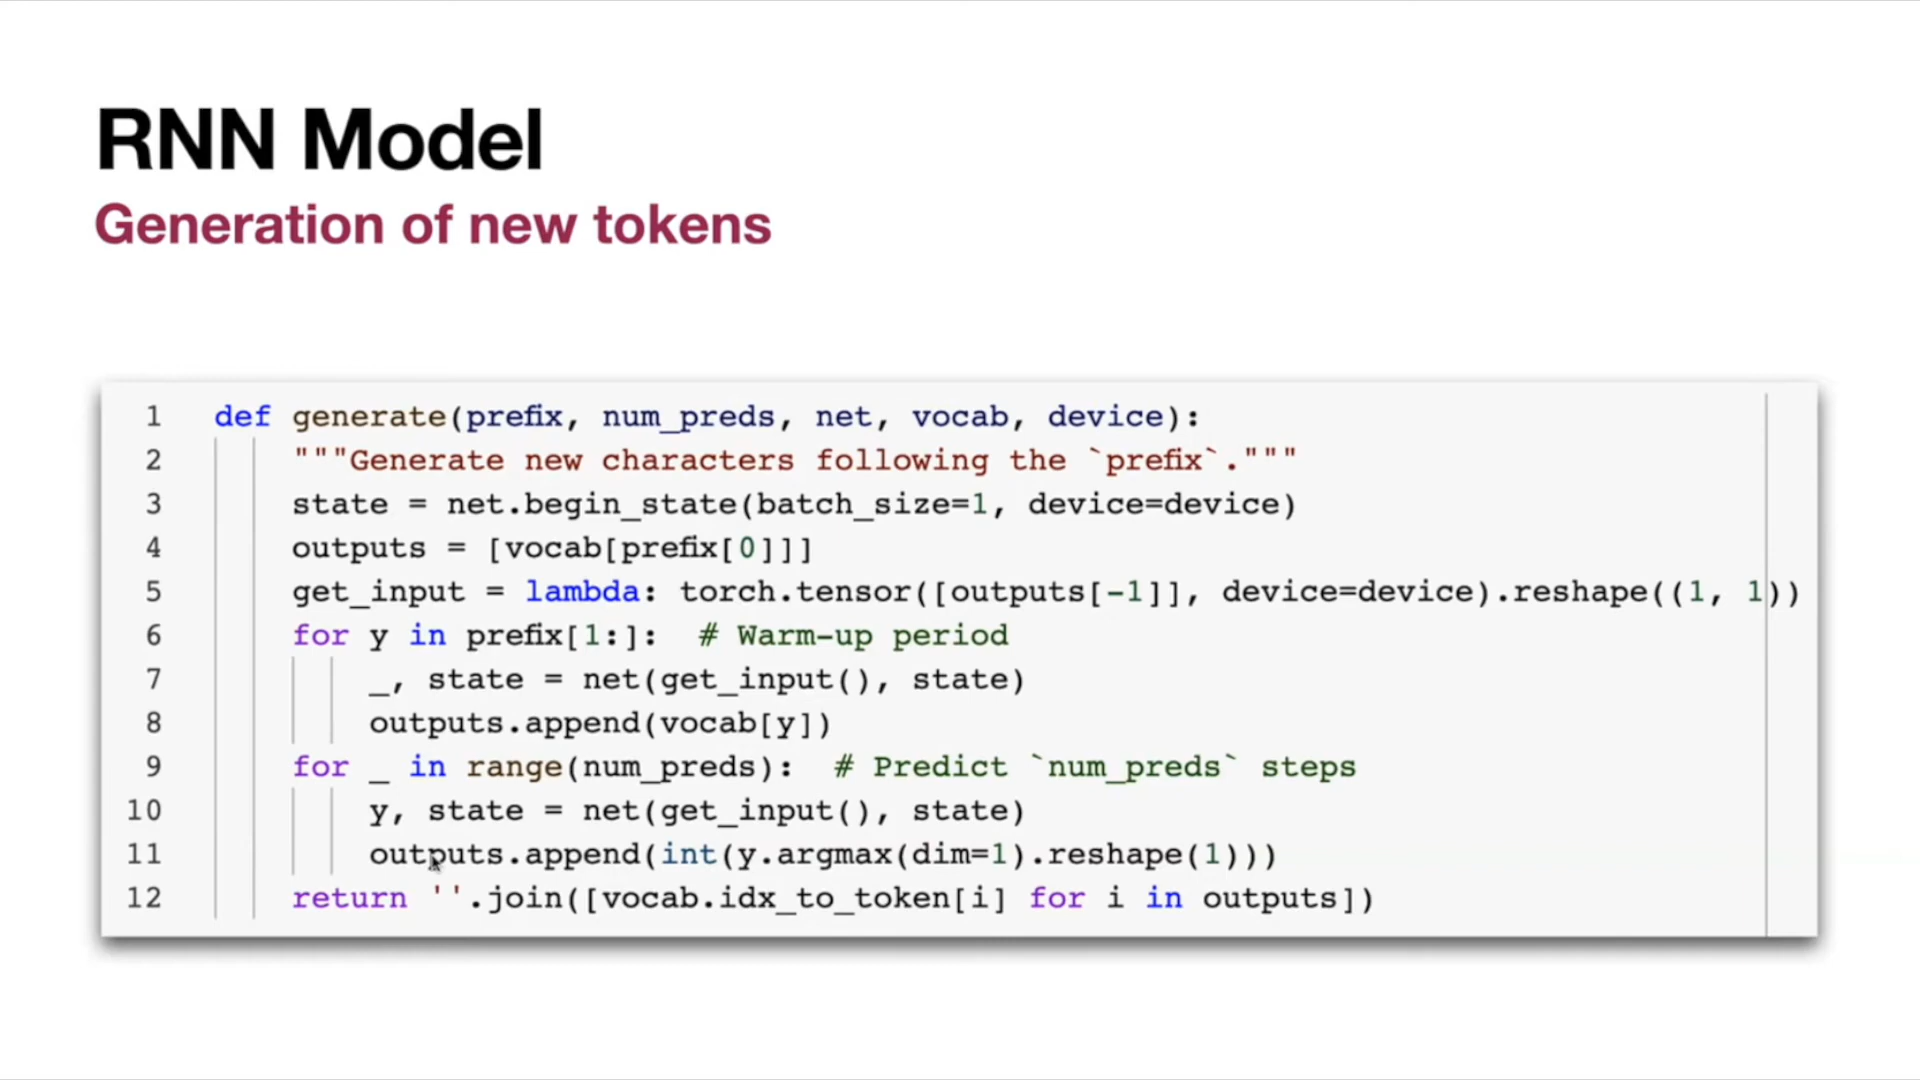 RNN Model
Generation of new tokens
1 def generate(prefix, num_preds, net, vocab, device):
2     """Generate new characters following the `prefix`."""
3     state = net.begin_state(batch_size=1, device=device)
4     outputs = [vocab[prefix[0]]]
5     get_input = lambda: torch.tensor([outputs[-1]], device=device).reshape((1, 1))
6     for y in prefix[1:]:  # Warm-up period
7         _, state = net(get_input(), state)
8         outputs.append(vocab[y])
9     for _ in range(num_preds):  # Predict `num_preds` steps
10         y, state = net(get_input(), state)
11         outputs.append(int(y.argmax(dim=1).reshape(1)))
12     return ''.join([vocab.idx_to_token[i] for i in outputs])